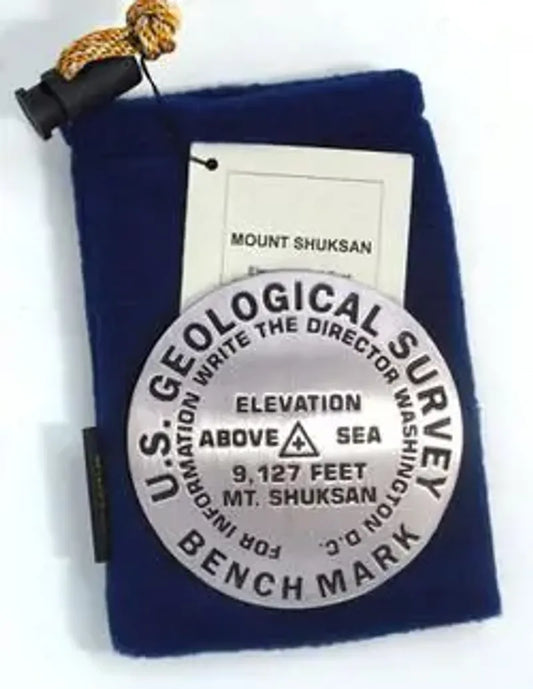 MOUNT SHUKSAN
U.S. GEOLOGICAL SURVEY
FOR INFORMATION WRITE THE DIRECTOR WASHINGTON D.C.
ELEVATION
ABOVE SEA
9,127 FEET
MT. SHUKSAN
BENCH MARK